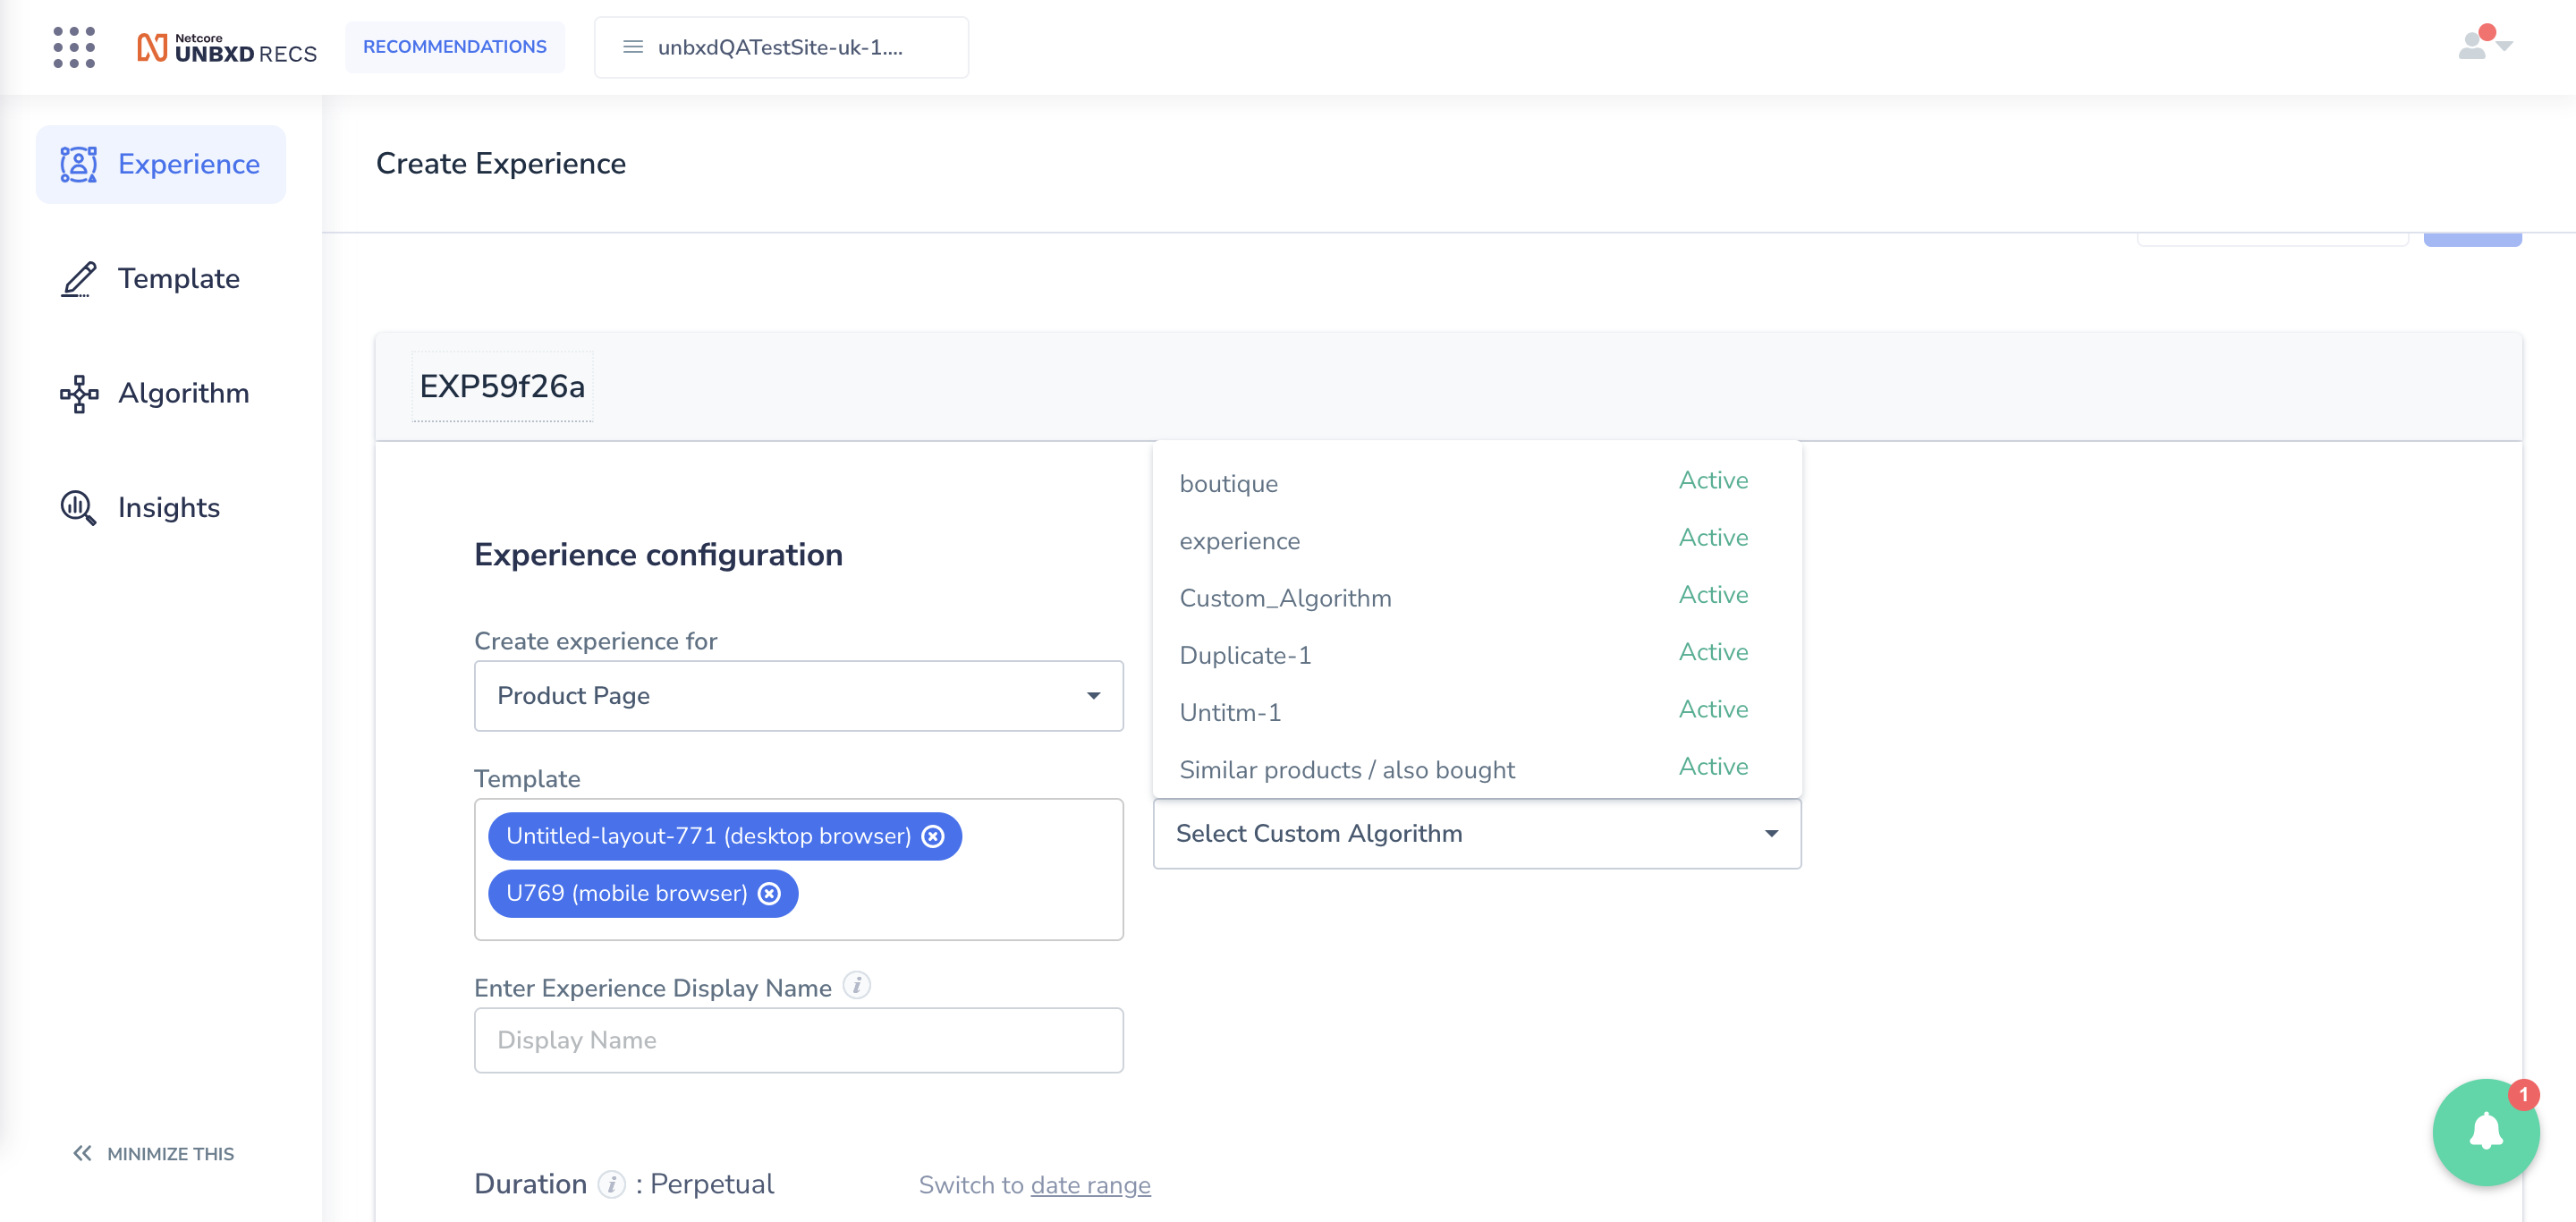 Netcore
UNBXD RECS
RECOMMENDATIONS
unbxdQATestSite-uk-1....
Experience
Template
Algorithm
Insights
MINIMIZE THIS
Create Experience
EXP59f26a
Experience configuration
Create experience for
Product Page
Template
Untitled-layout-771 (desktop browser)
U769 (mobile browser)
Enter Experience Display Name i
Display Name
Duration i : Perpetual Switch to date range
boutique Active
experience Active
Custom_Algorithm Active
Duplicate-1 Active
Untitm-1 Active
Similar products / also bought Active
Select Custom Algorithm
1